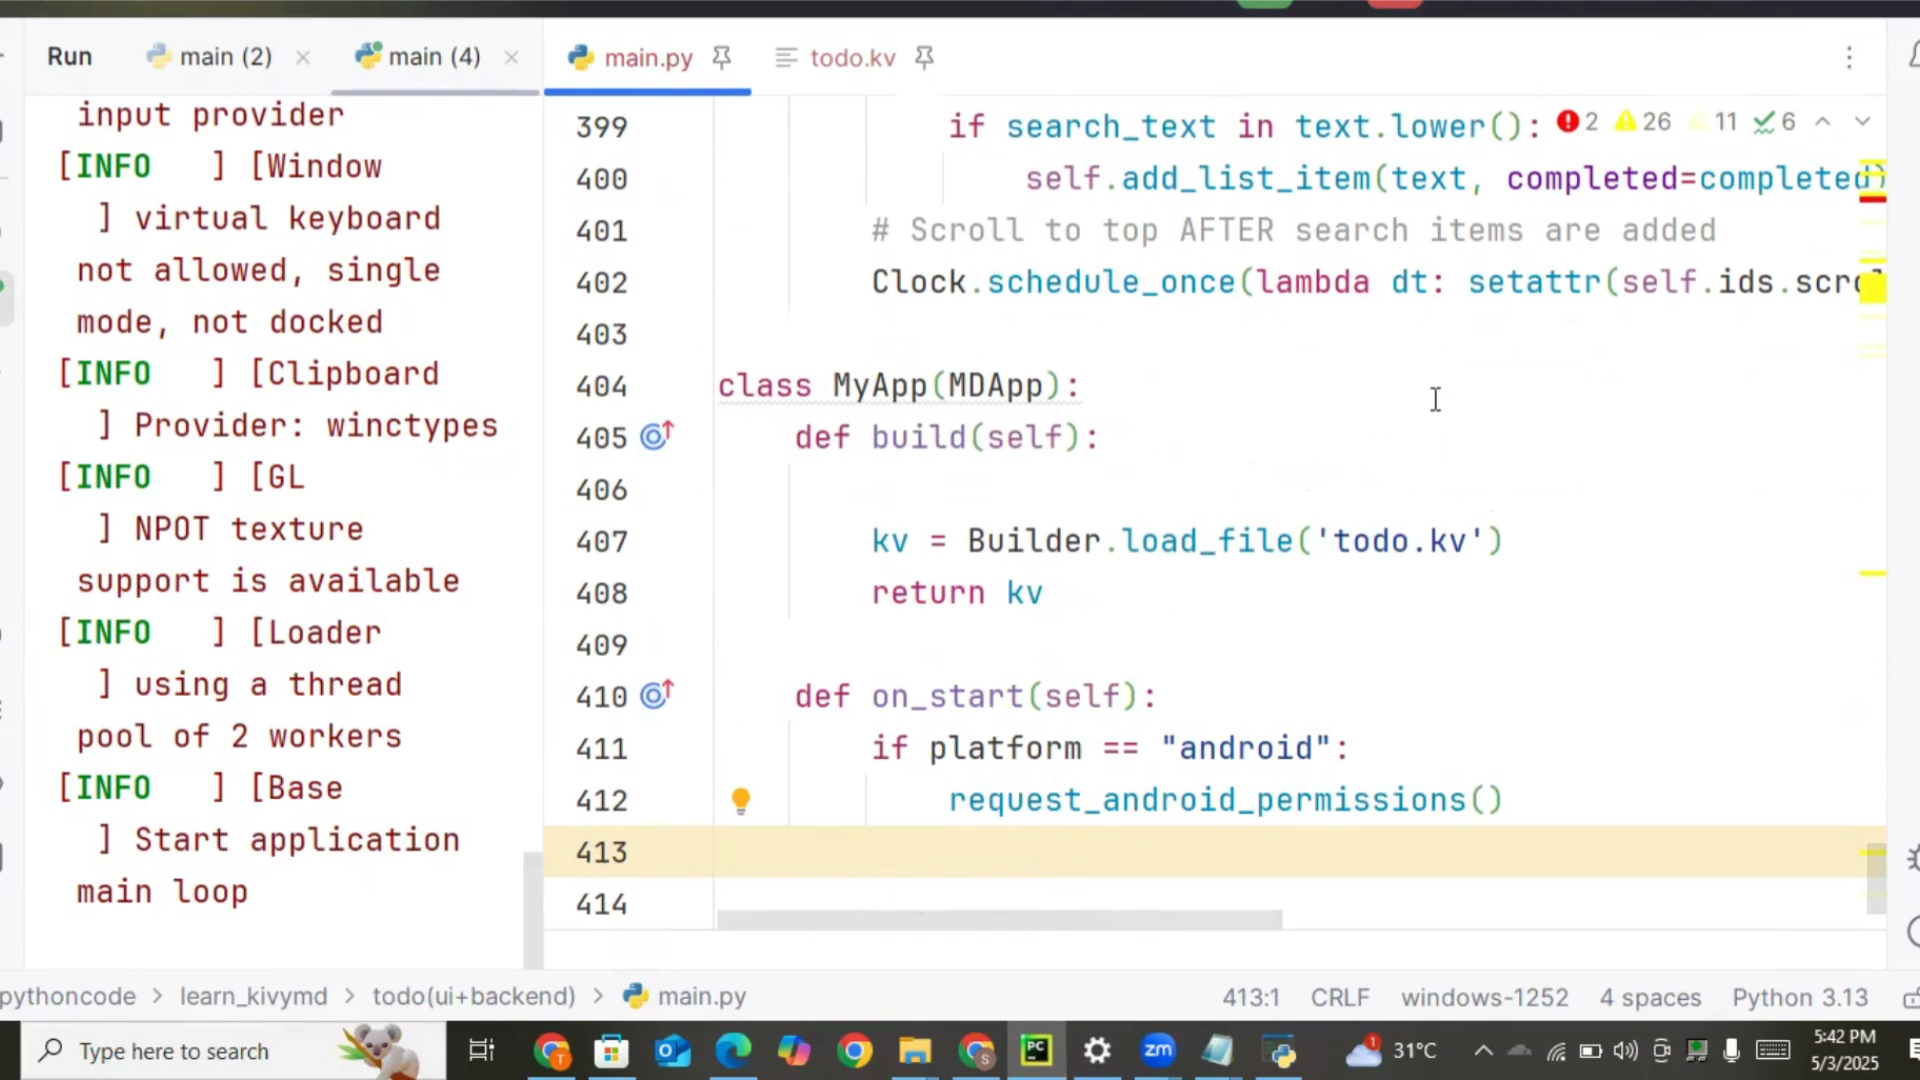 Run main (2) main (4)
main.py todo.kv
input provider
[INFO ] [Window
] virtual keyboard
not allowed, single
mode, not docked
[INFO ] [Clipboard
] Provider: winctypes
[INFO ] [GL
] NPOT texture
support is available
[INFO ] [Loader
] using a thread
pool of 2 workers
[INFO ] [Base
] Start application
main loop
399 if search_text in text.lower():
2 26 11 6
400 self.add_list_item(text, completed=completed)
401 # Scroll to top AFTER search items are added
402 Clock.schedule_once(lambda dt: setattr(self.ids.scro
403
404 class MyApp(MDApp):
405 def build(self):
406
407 kv = Builder.load_file('todo.kv')
408 return kv
409
410 def on_start(self):
411 if platform == "android":
412 request_android_permissions()
413
414
pythoncode > learn_kivymd > todo(ui+backend) > main.py
413:1 CRLF windows-1252 4 spaces Python 3.13
Type here to search
T
S
PC
zm
1
31°C
5:42 PM
5/3/2025